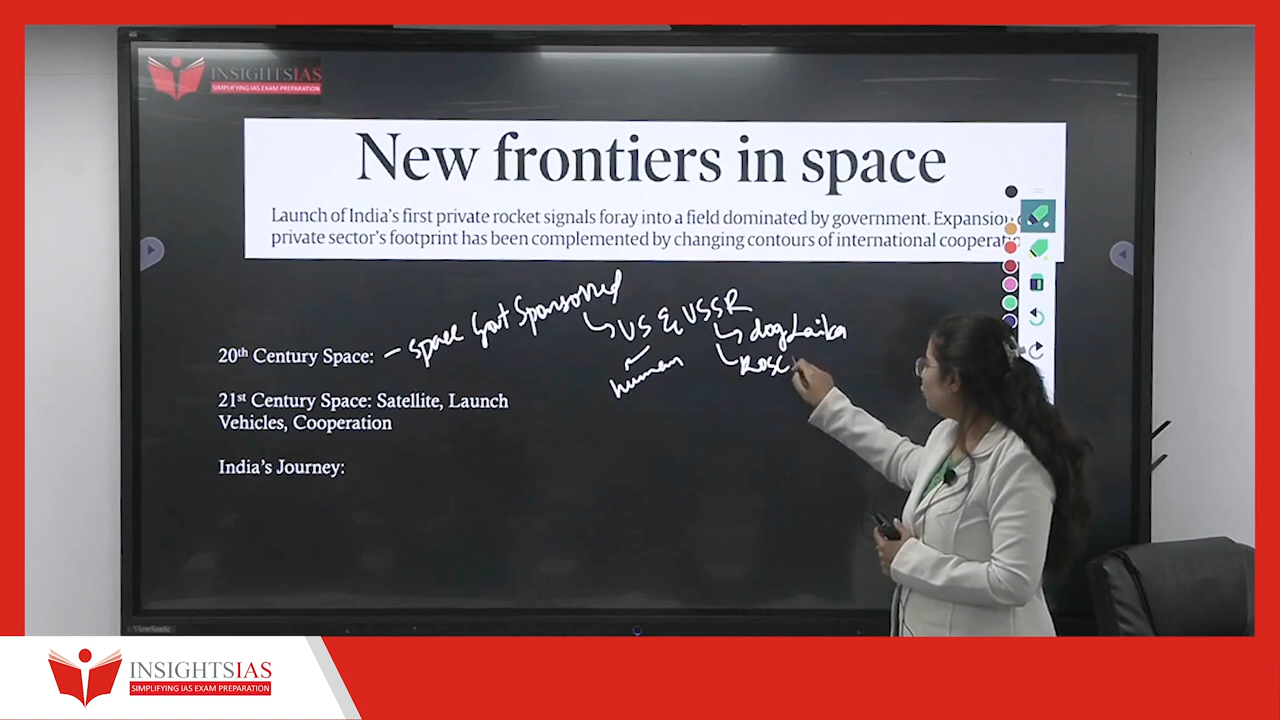 INSIGHTSIAS
SIMPLIFYING IAS EXAM PREPARATION
New frontiers in space
Launch of India's first private rocket signals foray into a field dominated by government. Expansion
private sector's footprint has been complemented by changing contours of international cooperatio
20th Century Space: – Space Govt Sponsored
US & USSR
human
dog Laika
Rosc
21st Century Space: Satellite, Launch
Vehicles, Cooperation
India's Journey:
ViewSonic
INSIGHTSIAS
SIMPLIFYING IAS EXAM PREPARATION